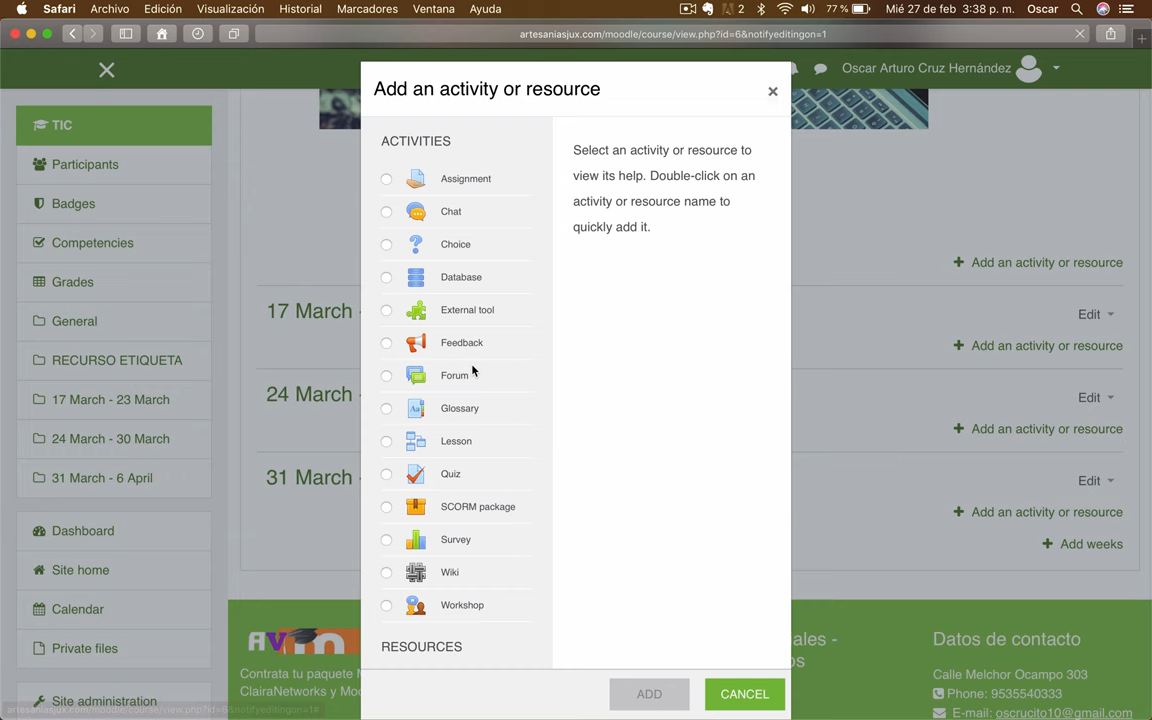 Safari Archivo Edición Visualización Historial Marcadores Ventana Ayuda 2 77 % Mié 27 de feb 3:38 p. m. Oscar
artesaniasjux.com/moodle/course/view.php?id=6&notifyeditingon=1
Oscar Arturo Cruz Hernández
TIC
Participants
Badges
Competencies
Grades
General
RECURSO ETIQUETA
17 March - 23 March
24 March - 30 March
31 March - 6 April
Dashboard
Site home
Calendar
Private files
Site administration
Add an activity or resource
×
ACTIVITIES
Assignment
Chat
Choice
Database
External tool
Feedback
Forum
Glossary
Lesson
Quiz
SCORM package
Survey
Wiki
Workshop
RESOURCES
Select an activity or resource to
view its help. Double-click on an
activity or resource name to
quickly add it.
ADD
CANCEL
+ Add an activity or resource
17 March -
Edit
+ Add an activity or resource
24 March
Edit
+ Add an activity or resource
31 March
Edit
+ Add an activity or resource
+ Add weeks
Contrata tu paquete
ClairaNetworks y Moo
ales -
os
Datos de contacto
Calle Melchor Ocampo 303
Phone: 9535540333
E-mail: oscrucito10@gmail.com